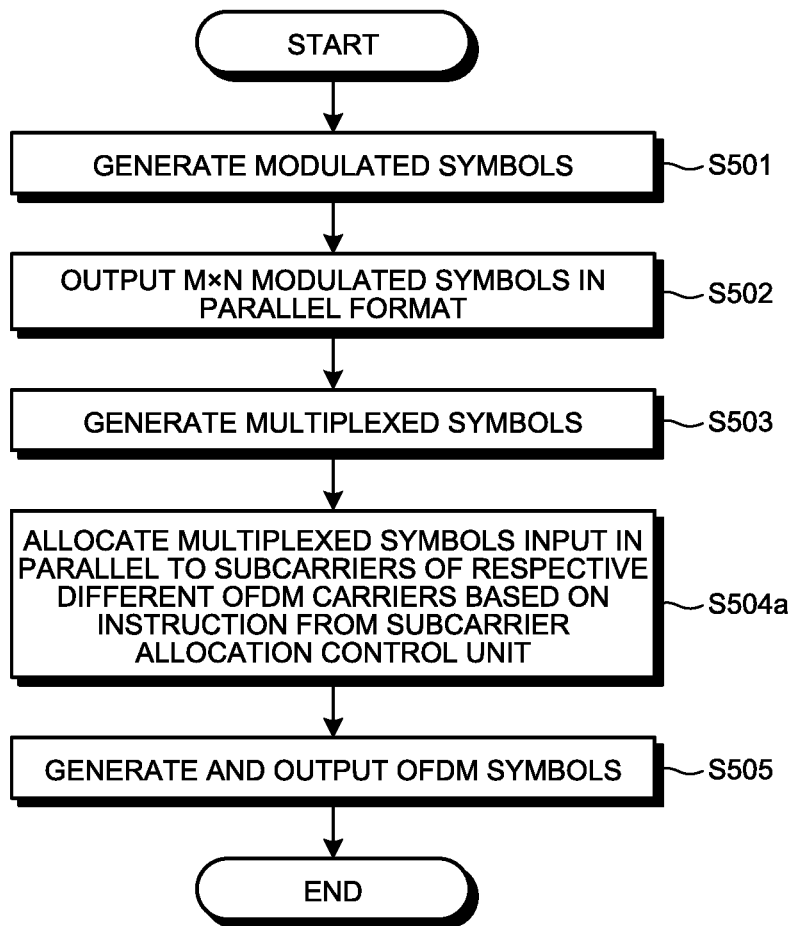 START
GENERATE MODULATED SYMBOLS
S501
OUTPUT M×N MODULATED SYMBOLS IN
PARALLEL FORMAT
S502
GENERATE MULTIPLEXED SYMBOLS
S503
ALLOCATE MULTIPLEXED SYMBOLS INPUT IN
PARALLEL TO SUBCARRIERS OF RESPECTIVE
DIFFERENT OFDM CARRIERS BASED ON
INSTRUCTION FROM SUBCARRIER
ALLOCATION CONTROL UNIT
S504a
GENERATE AND OUTPUT OFDM SYMBOLS
S505
END